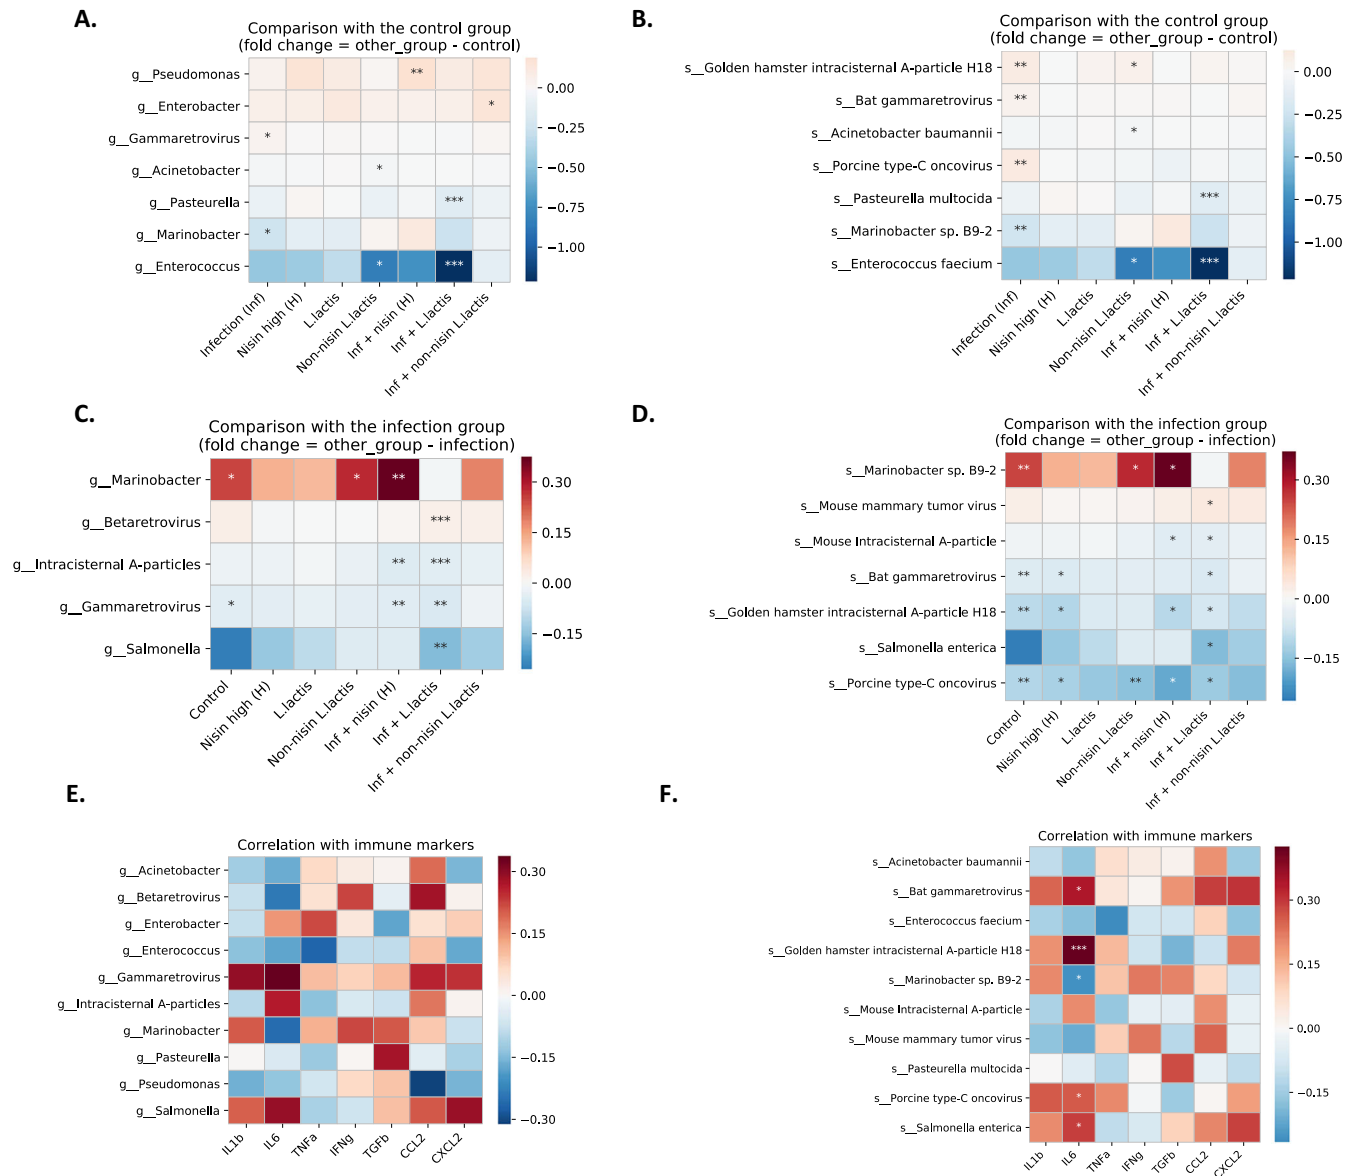 A.
Comparison with the control group
(fold change = other_group - control)
g__Pseudomonas
g__Enterobacter
g__Gammaretrovirus
g__Acinetobacter
g__Pasteurella
g__Marinobacter
g__Enterococcus
**
*
*
*
***
*
*
***
0.00
−0.25
−0.50
−0.75
−1.00
Infection (Inf)
Nisin high (H)
L.lactis
Non-nisin L.lactis
Inf + nisin (H)
Inf + L.lactis
Inf + non-nisin L.lactis
B.
Comparison with the control group
(fold change = other_group - control)
s__Golden hamster intracisternal A-particle H18
s__Bat gammaretrovirus
s__Acinetobacter baumannii
s__Porcine type-C oncovirus
s__Pasteurella multocida
s__Marinobacter sp. B9-2
s__Enterococcus faecium
** *
**
*
**
***
**
* ***
0.00
−0.25
−0.50
−0.75
−1.00
Infection (Inf)
Nisin high (H)
L.lactis
Non-nisin L.lactis
Inf + nisin (H)
Inf + L.lactis
Inf + non-nisin L.lactis
C.
Comparison with the infection group
(fold change = other_group - infection)
g__Marinobacter
g__Betaretrovirus
g__Intracisternal A-particles
g__Gammaretrovirus
g__Salmonella
* * **
***
** ***
* ** **
**
0.30
0.15
0.00
−0.15
Control
Nisin high (H)
L.lactis
Non-nisin L.lactis
Inf + nisin (H)
Inf + L.lactis
Inf + non-nisin L.lactis
D.
Comparison with the infection group
(fold change = other_group - infection)
s__Marinobacter sp. B9-2
s__Mouse mammary tumor virus
s__Mouse Intracisternal A-particle
s__Bat gammaretrovirus
s__Golden hamster intracisternal A-particle H18
s__Salmonella enterica
s__Porcine type-C oncovirus
** * *
*
* *
** * *
** * * *
*
** * ** * *
0.30
0.15
0.00
−0.15
Control
Nisin high (H)
L.lactis
Non-nisin L.lactis
Inf + nisin (H)
Inf + L.lactis
Inf + non-nisin L.lactis
E.
Correlation with immune markers
g__Acinetobacter
g__Betaretrovirus
g__Enterobacter
g__Enterococcus
g__Gammaretrovirus
g__Intracisternal A-particles
g__Marinobacter
g__Pasteurella
g__Pseudomonas
g__Salmonella
0.30
0.15
0.00
−0.15
−0.30
IL1b
IL6
TNFa
IFNg
TGFb
CCL2
CXCL2
F.
Correlation with immune markers
s__Acinetobacter baumannii
s__Bat gammaretrovirus
s__Enterococcus faecium
s__Golden hamster intracisternal A-particle H18
s__Marinobacter sp. B9-2
s__Mouse Intracisternal A-particle
s__Mouse mammary tumor virus
s__Pasteurella multocida
s__Porcine type-C oncovirus
s__Salmonella enterica
*
***
*
*
*
0.30
0.15
0.00
−0.15
IL1b
IL6
TNFa
IFNg
TGFb
CCL2
CXCL2